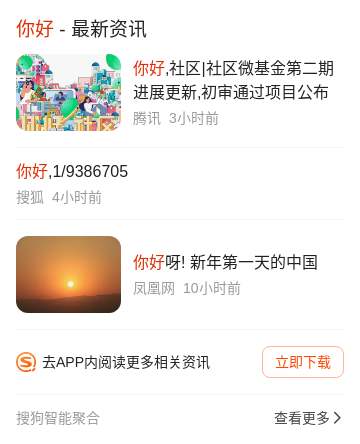 你好 - 最新资讯
你好,社区|社区微基金第二期
进展更新,初审通过项目公布
腾讯 3小时前
你好,1/9386705
搜狐 4小时前
你好呀! 新年第一天的中国
凤凰网 10小时前
去APP内阅读更多相关资讯
立即下载
搜狗智能聚合
查看更多